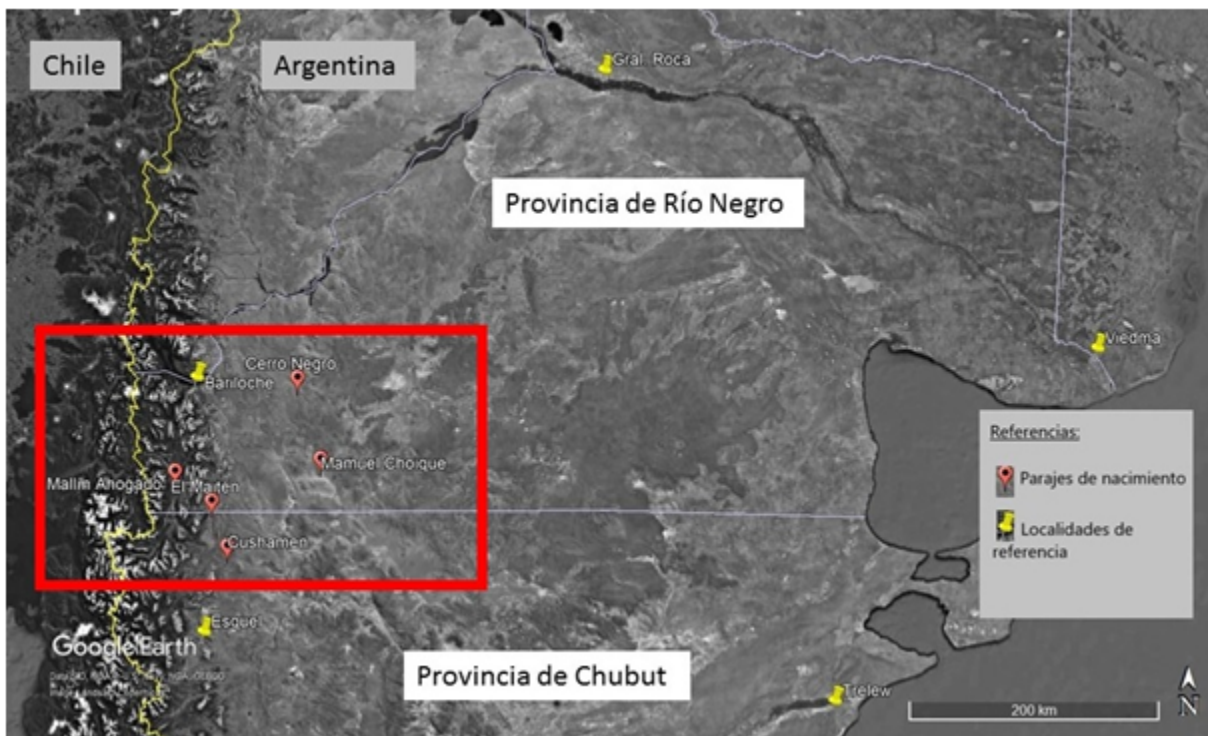 Chile
Argentina
Gral. Roca
Provincia de Río Negro
Viedma
Cerro Negro
Bariloche
Mamuel Choique
Mallín Ahogado
El Maitén
Cushamen
Referencias:
Parajes de nacimiento
Localidades de
referencia
Esquel
Google Earth
Provincia de Chubut
Trelew
200 km
N